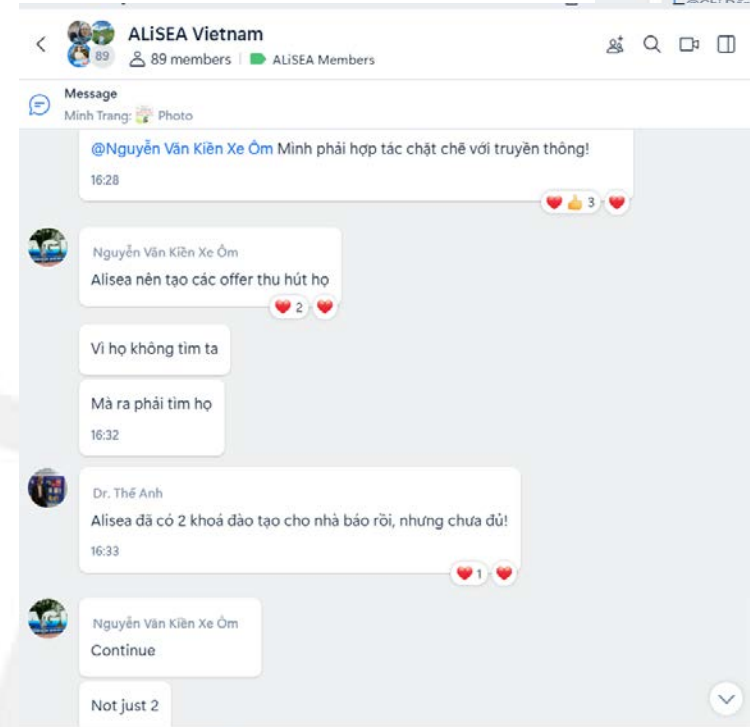 ALiSEA Vietnam
89
89 members
ALiSEA Members
Message
Minh Trang: Photo
@Nguyễn Văn Kiền Xe Ôm Mình phải hợp tác chặt chẽ với truyền thông!
16:28
3
Nguyễn Văn Kiền Xe Ôm
Alisea nên tạo các offer thu hút họ
2
Vì họ không tìm ta
Mà ra phải tìm họ
16:32
Dr. Thế Anh
Alisea đã có 2 khoá đào tạo cho nhà báo rồi, nhưng chưa đủ!
16:33
1
Nguyễn Văn Kiền Xe Ôm
Continue
Not just 2